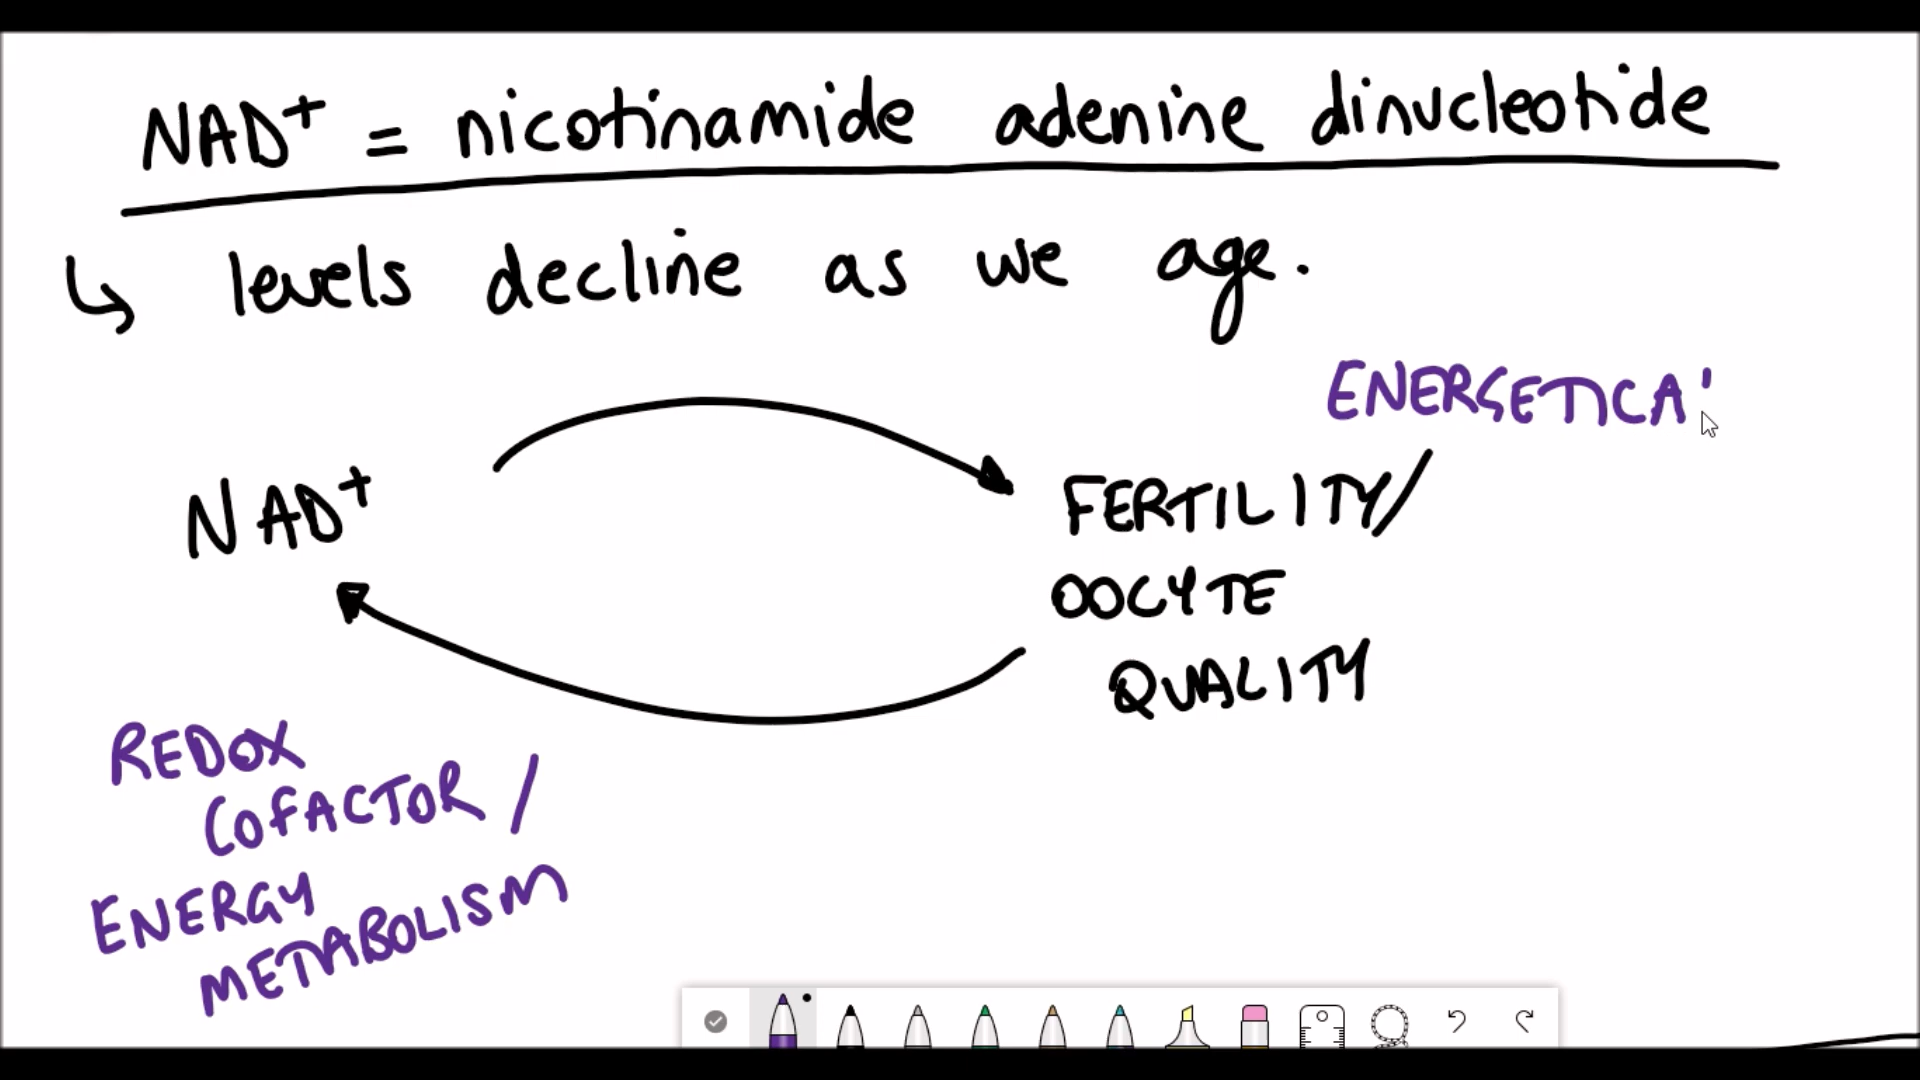 NAD+ = nicotinamide adenine dinucleotide
↳ levels decline as we age.
ENERGETICA
NAD+
FERTILITY/
OOCYTE
QUALITY
REDOX
COFACTOR /
ENERGY
METABOLISM